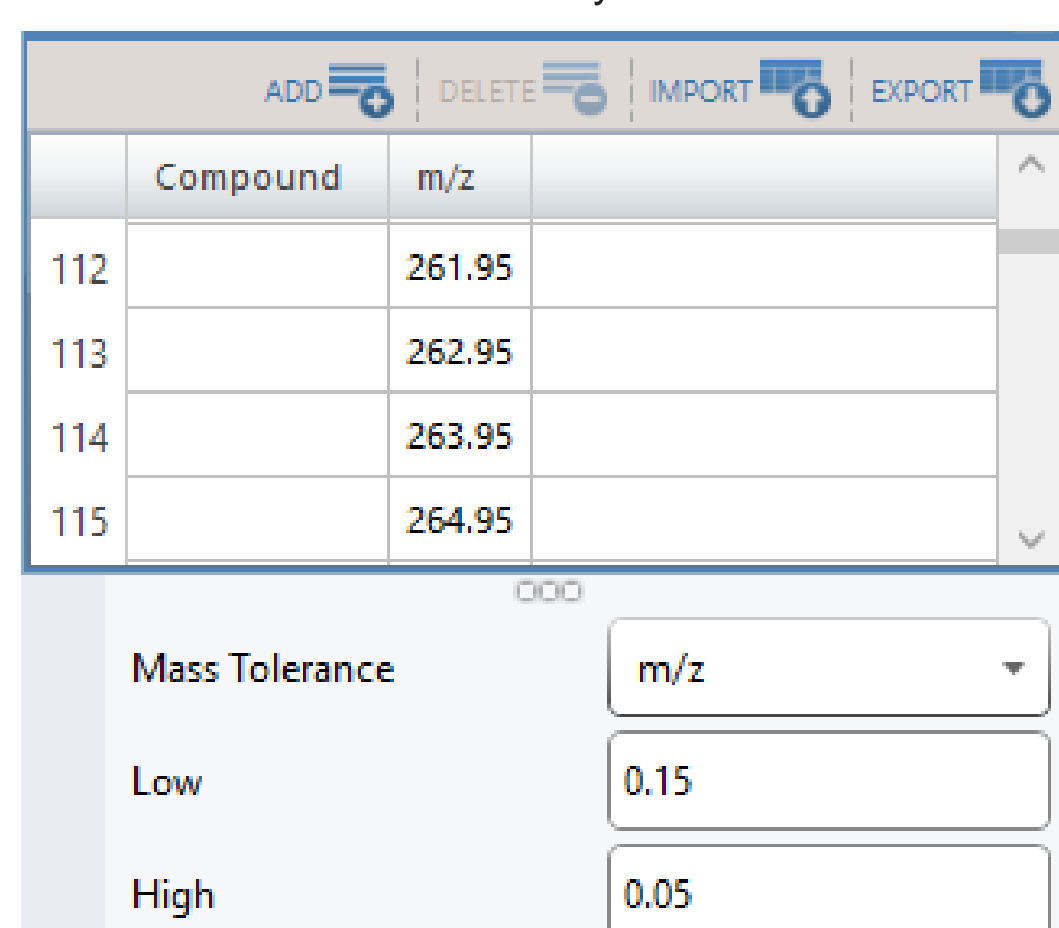 ADD DELETE IMPORT EXPORT
Compound m/z
112 261.95
113 262.95
114 263.95
115 264.95
Mass Tolerance m/z
Low 0.15
High 0.05